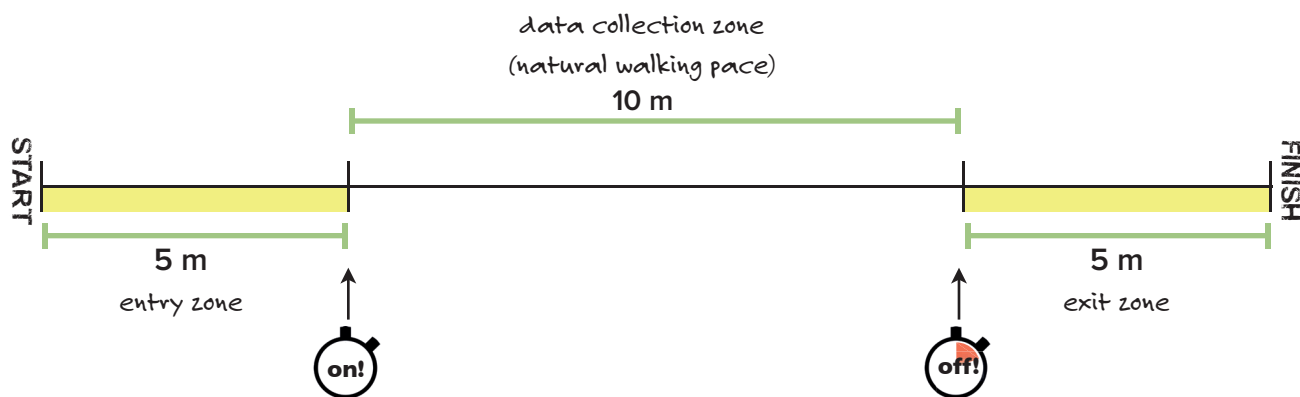 data collection zone
(natural walking pace)
10 m
START
FINISH
5 m
entry zone
5 m
exit zone
on!
off!